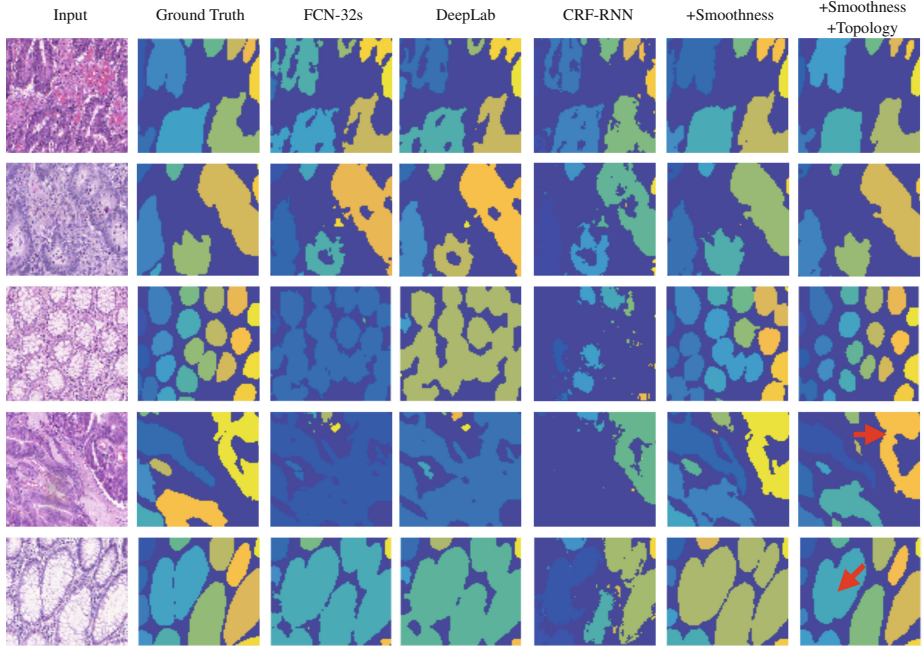 Input Ground Truth FCN-32s DeepLab CRF-RNN +Smoothness +Smoothness
+Topology